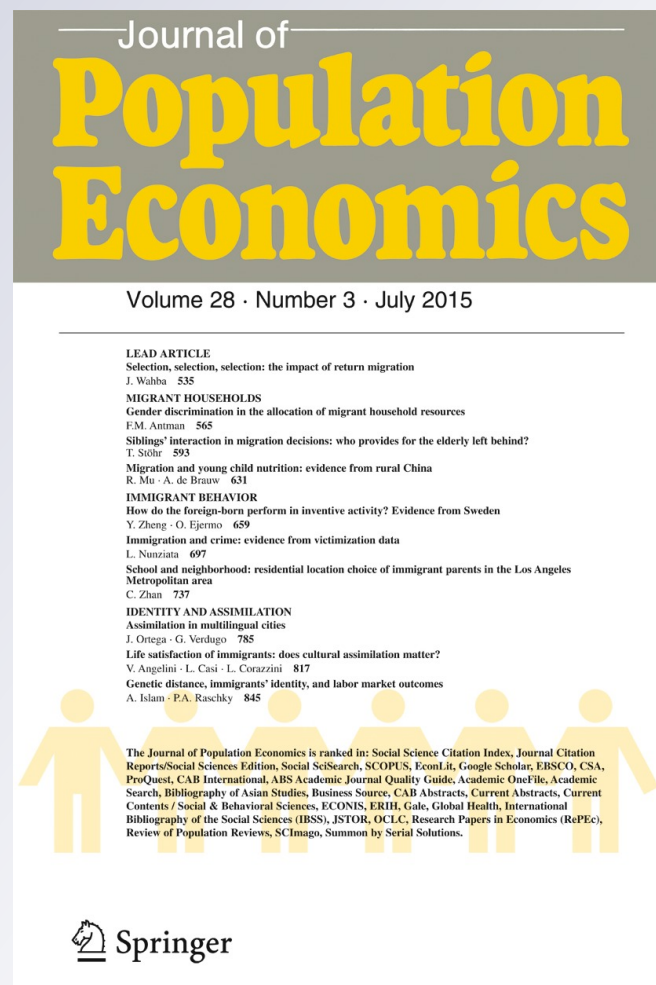 Journal of
Population
Economics
Volume 28 · Number 3 · July 2015
LEAD ARTICLE
Selection, selection, selection: the impact of return migration
J. Wahba 535
MIGRANT HOUSEHOLDS
Gender discrimination in the allocation of migrant household resources
F.M. Antman 565
Siblings' interaction in migration decisions: who provides for the elderly left behind?
T. Stöhr 593
Migration and young child nutrition: evidence from rural China
R. Mu · A. de Brauw 631
IMMIGRANT BEHAVIOR
How do the foreign-born perform in inventive activity? Evidence from Sweden
Y. Zheng · O. Ejermo 659
Immigration and crime: evidence from victimization data
L. Nunziata 697
School and neighborhood: residential location choice of immigrant parents in the Los Angeles
Metropolitan area
C. Zhan 737
IDENTITY AND ASSIMILATION
Assimilation in multilingual cities
J. Ortega · G. Verdugo 785
Life satisfaction of immigrants: does cultural assimilation matter?
V. Angelini · L. Casi · L. Corazzini 817
Genetic distance, immigrants' identity, and labor market outcomes
A. Islam · P.A. Raschky 845
The Journal of Population Economics is ranked in: Social Science Citation Index, Journal Citation
Reports/Social Sciences Edition, Social SciSearch, SCOPUS, EconLit, Google Scholar, EBSCO, CSA,
ProQuest, CAB International, ABS Academic Journal Quality Guide, Academic OneFile, Academic
Search, Bibliography of Asian Studies, Business Source, CAB Abstracts, Current Abstracts, Current
Contents / Social & Behavioral Sciences, ECONIS, ERIH, Gale, Global Health, International
Bibliography of the Social Sciences (IBSS), JSTOR, OCLC, Research Papers in Economics (RePEc),
Review of Population Reviews, SCImago, Summon by Serial Solutions.
Springer